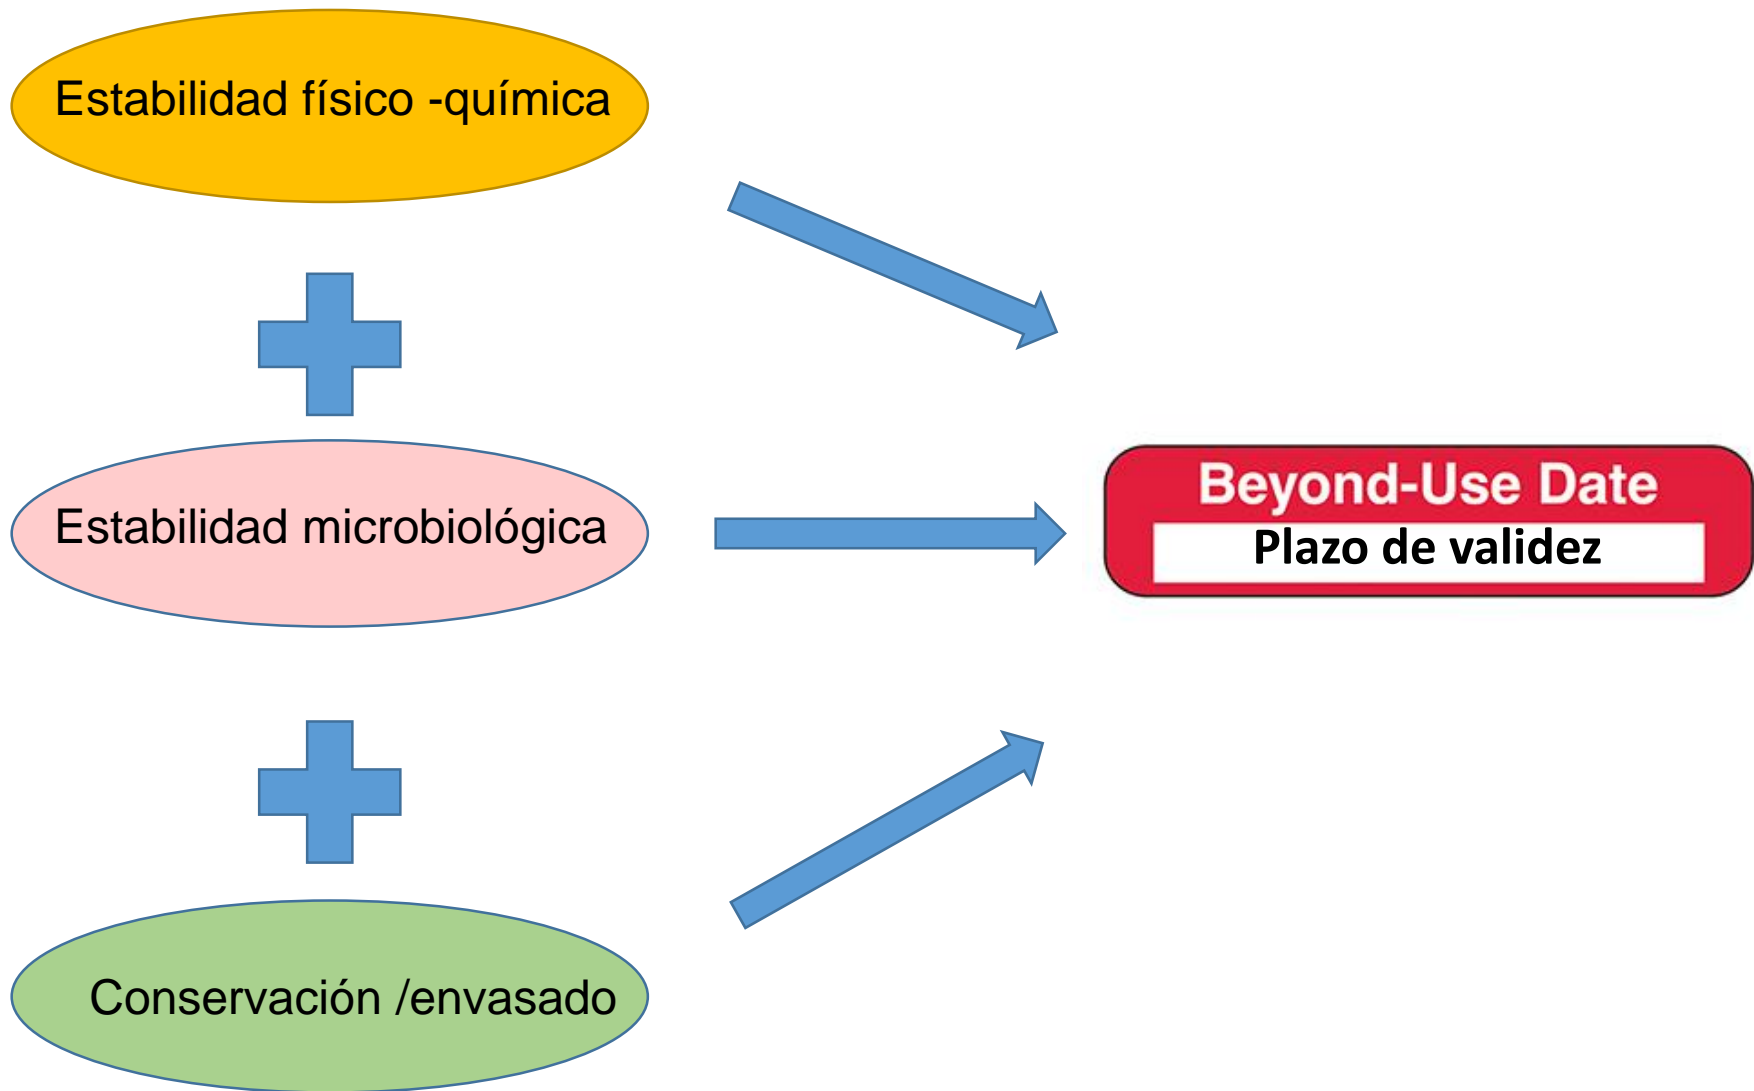 Estabilidad físico -química
Estabilidad microbiológica
Conservación /envasado
Beyond-Use Date
Plazo de validez